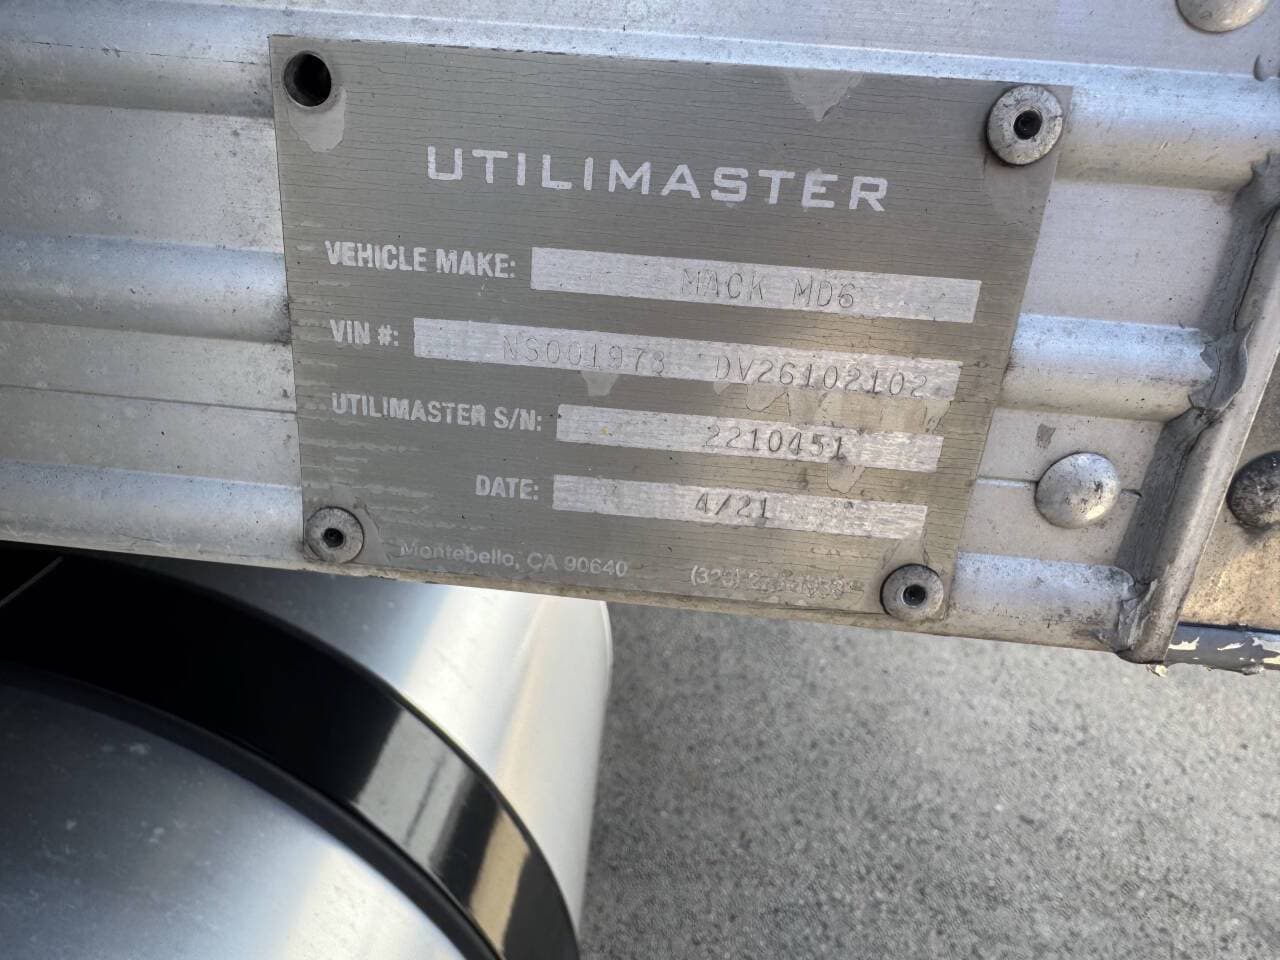 UTILIMASTER
VEHICLE MAKE: MACK MD6
VIN #: NS001978 DV26102102
UTILIMASTER S/N: 2210451
DATE: 4/21
Montebello, CA 90640